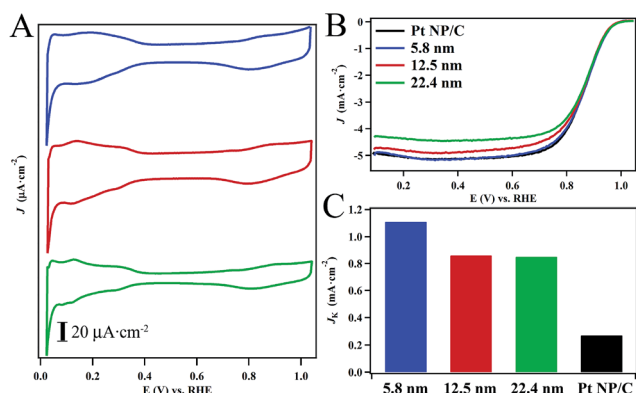 A
J (μA·cm-2)
20 μA·cm-2
0.0 0.2 0.4 0.6 0.8 1.0
E (V) vs. RHE
B
Pt NP/C
5.8 nm
12.5 nm
22.4 nm
J (mA·cm-2)
0
-1
-2
-3
-4
-5
0.2 0.4 0.6 0.8 1.0
E (V) vs. RHE
C
JK (mA·cm-2)
1.2
1.0
0.8
0.6
0.4
0.2
0.0
5.8 nm 12.5 nm 22.4 nm Pt NP/C